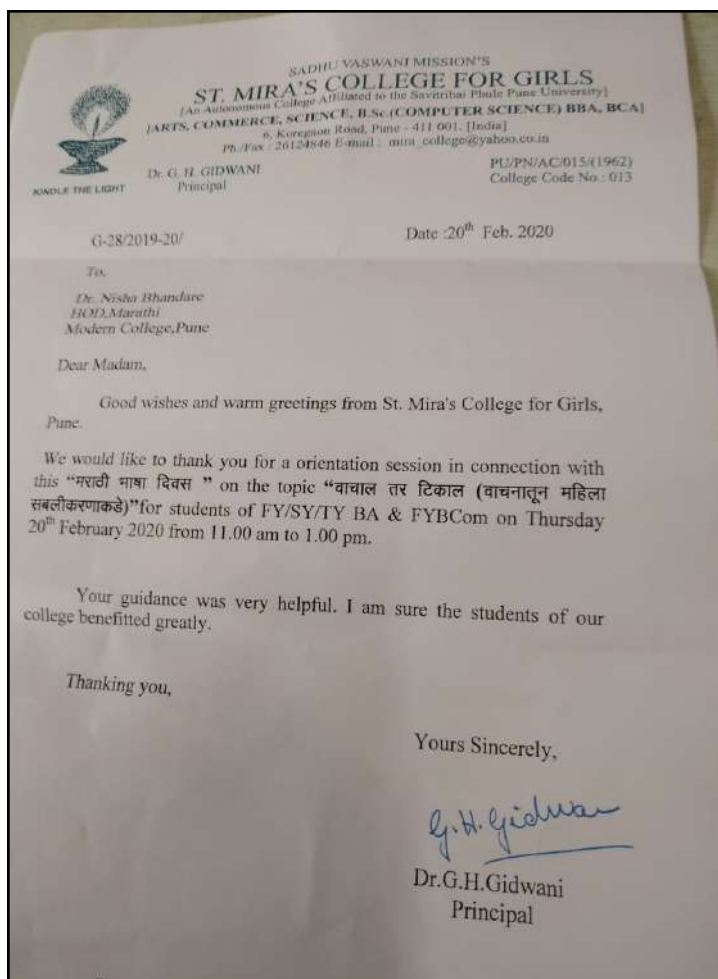 SADHU VASWANI MISSION'S
ST. MIRA'S COLLEGE FOR GIRLS
[An Autonomous College Affiliated to the Savitribai Phule Pune University]
[ARTS, COMMERCE, SCIENCE, B.Sc.(COMPUTER SCIENCE) BBA, BCA]
6, Koregaon Road, Pune - 411 001. [India]
Ph./Fax : 26124846 E-mail : mira_college@yahoo.co.in
KINDLE THE LIGHT
Dr. G. H. GIDWANI
Principal
PU/PN/AC/015/(1962)
College Code No.: 013
G-28/2019-20/
Date :20th Feb. 2020
To,
Dr. Nisha Bhandare
HOD,Marathi
Modern College,Pune
Dear Madam,
Good wishes and warm greetings from St. Mira's College for Girls,
Pune.
We would like to thank you for a orientation session in connection with
this “मराठी भाषा दिवस ” on the topic “वाचाल तर टिकाल (वाचनातून महिला
सबलीकरणाकडे)”for students of FY/SY/TY BA & FYBCom on Thursday
20th February 2020 from 11.00 am to 1.00 pm.
Your guidance was very helpful. I am sure the students of our
college benefitted greatly.
Thanking you,
Yours Sincerely,
G.H.Gidwani
Dr.G.H.Gidwani
Principal